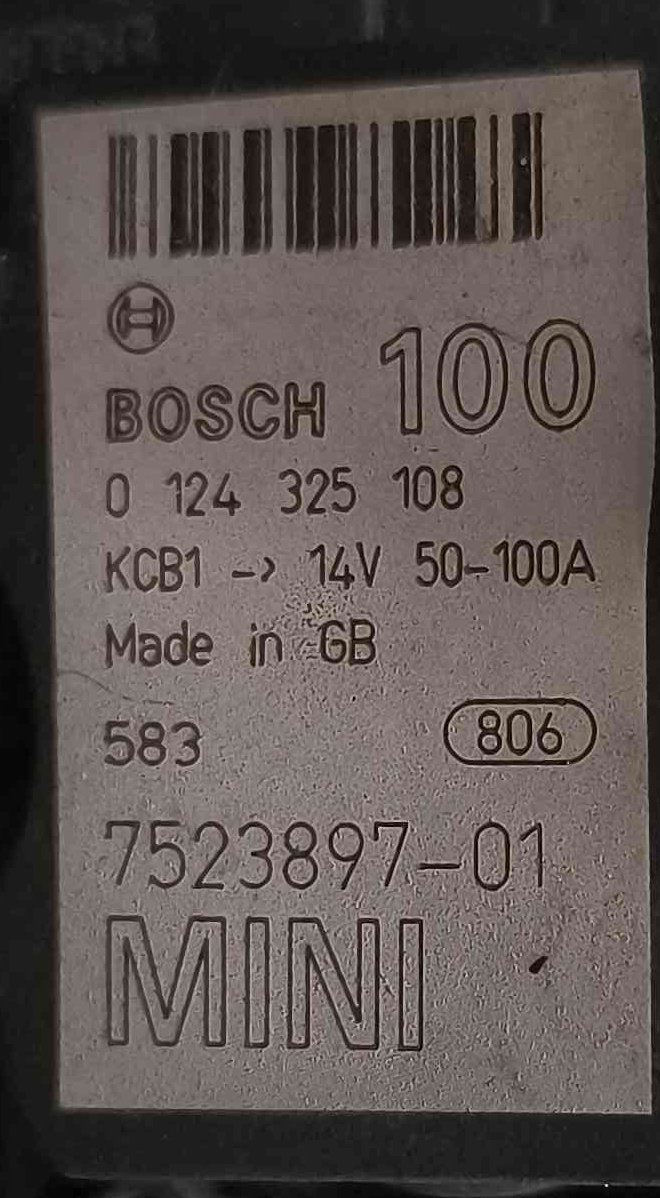 100
BOSCH
0 124 325 108
KCB1 -> 14V 50-100A
Made in GB
583 806
7523897-01
MINI